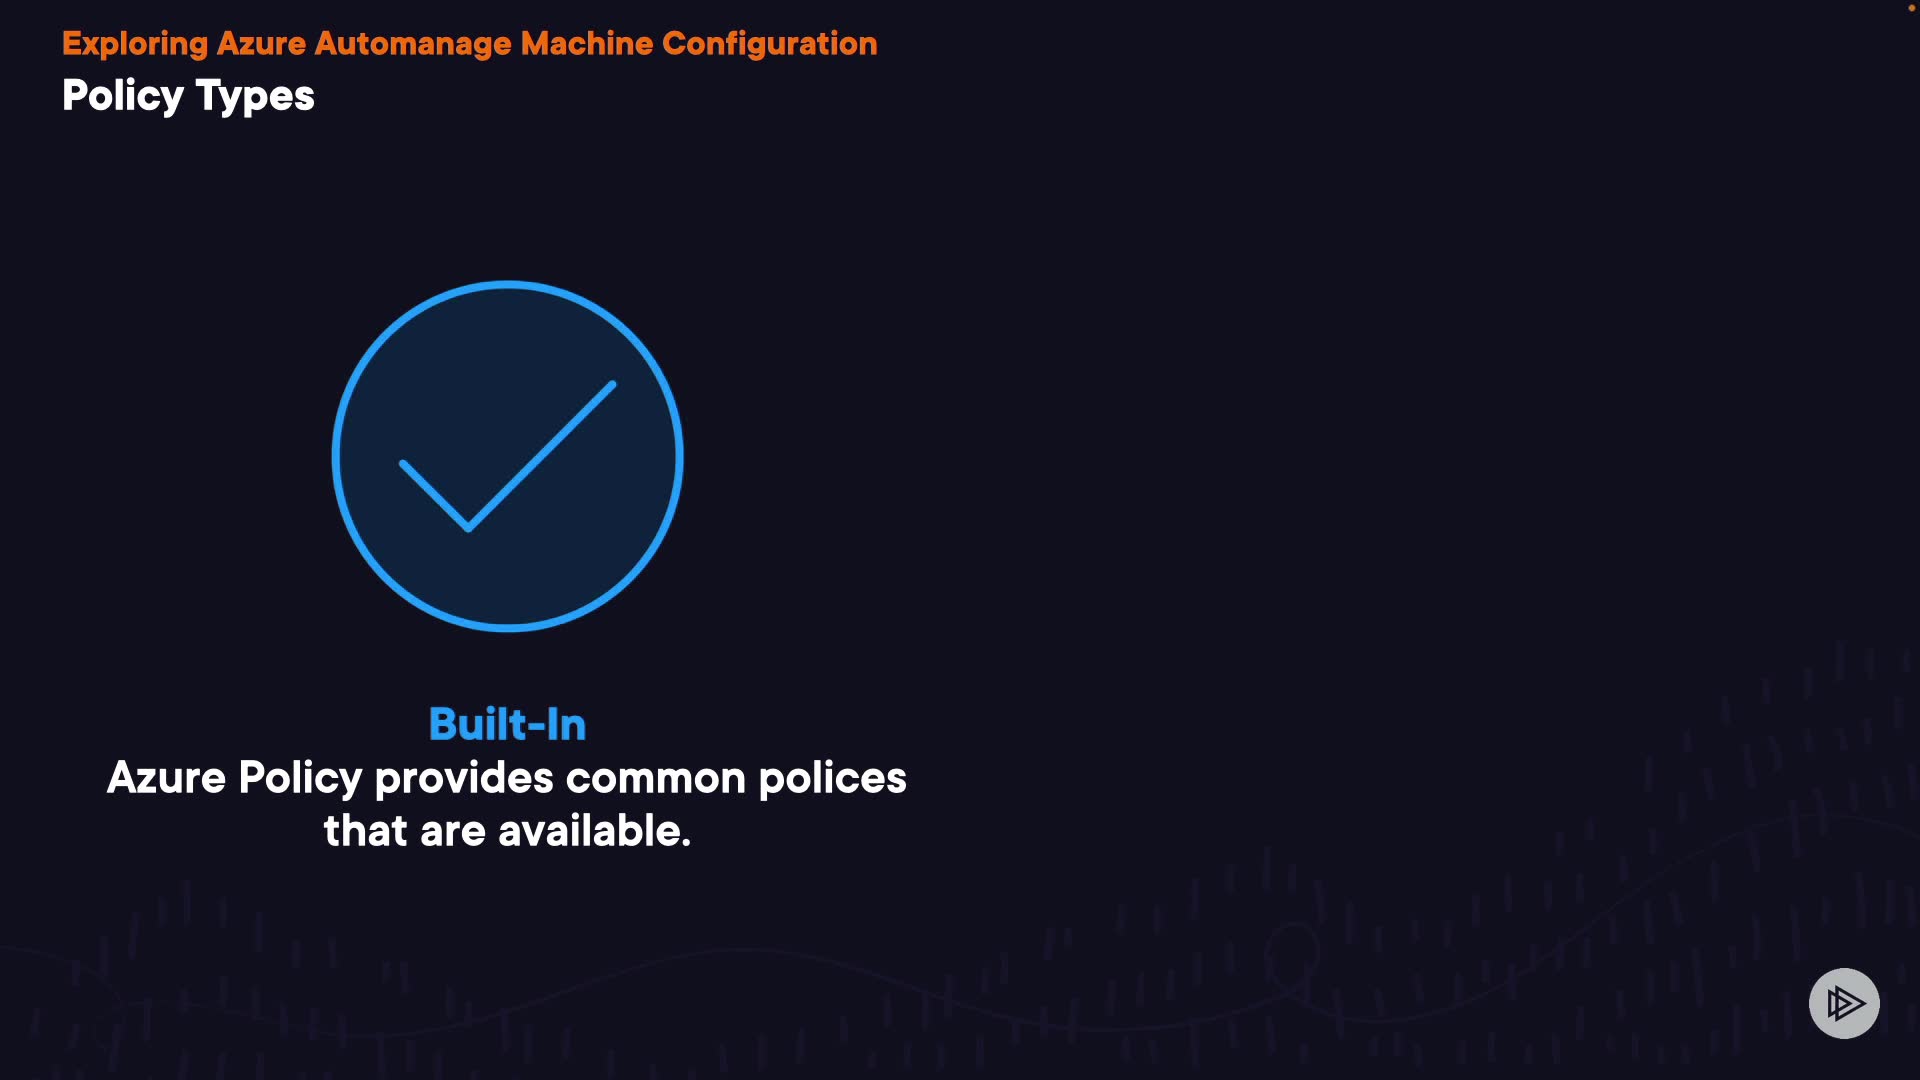 Exploring Azure Automanage Machine Configuration
Policy Types
Built-In
Azure Policy provides common polices
that are available.